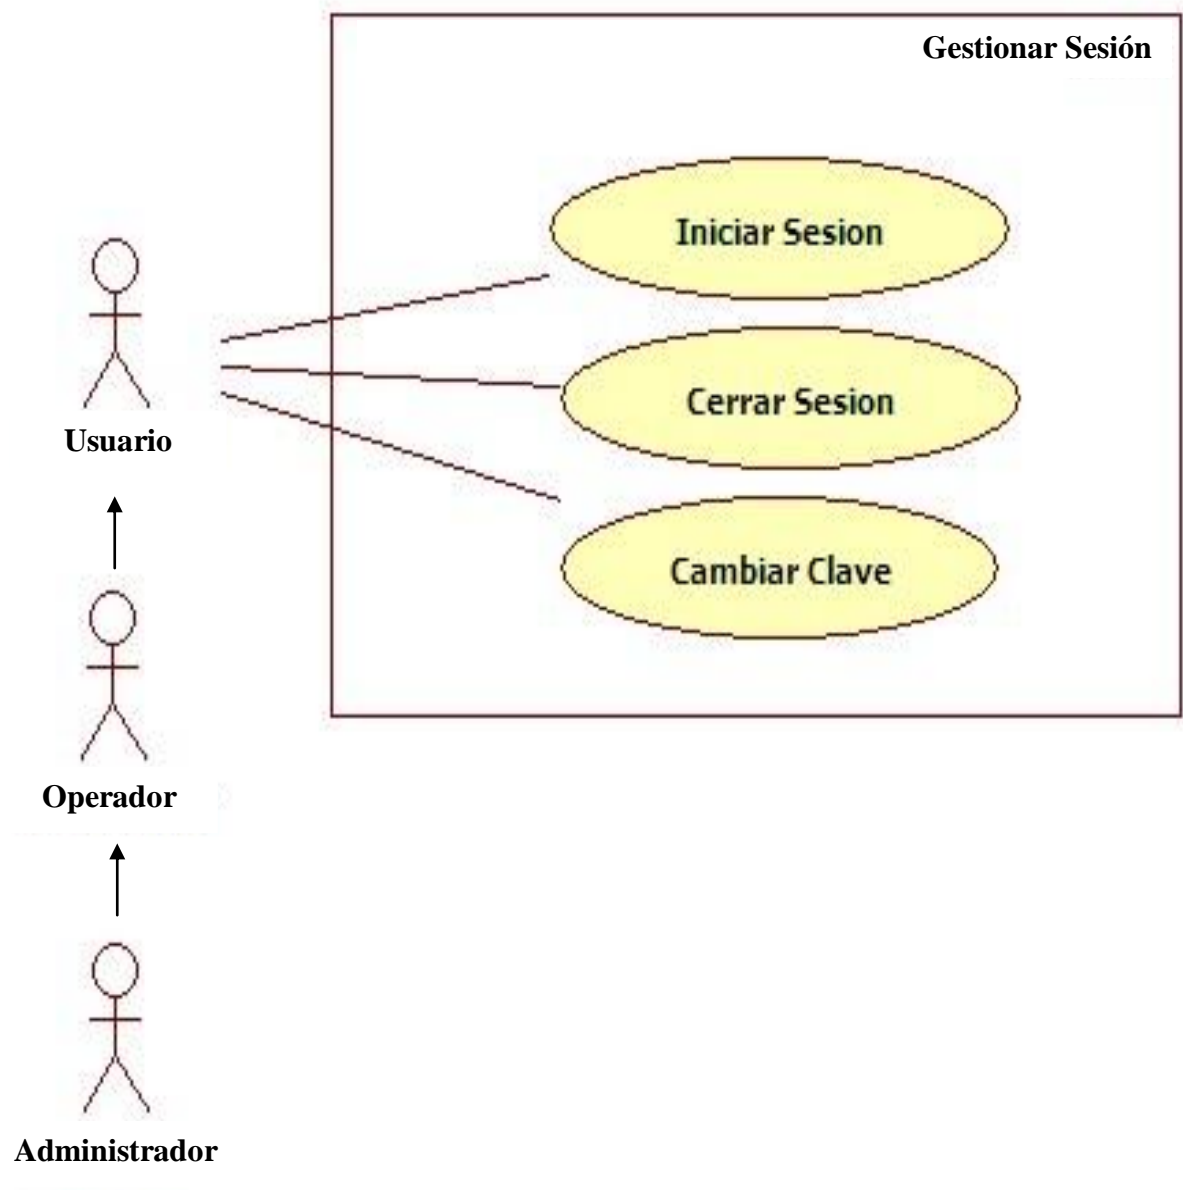 Gestionar Sesión
Iniciar Sesion
Cerrar Sesion
Usuario
Cambiar Clave
Operador
Administrador